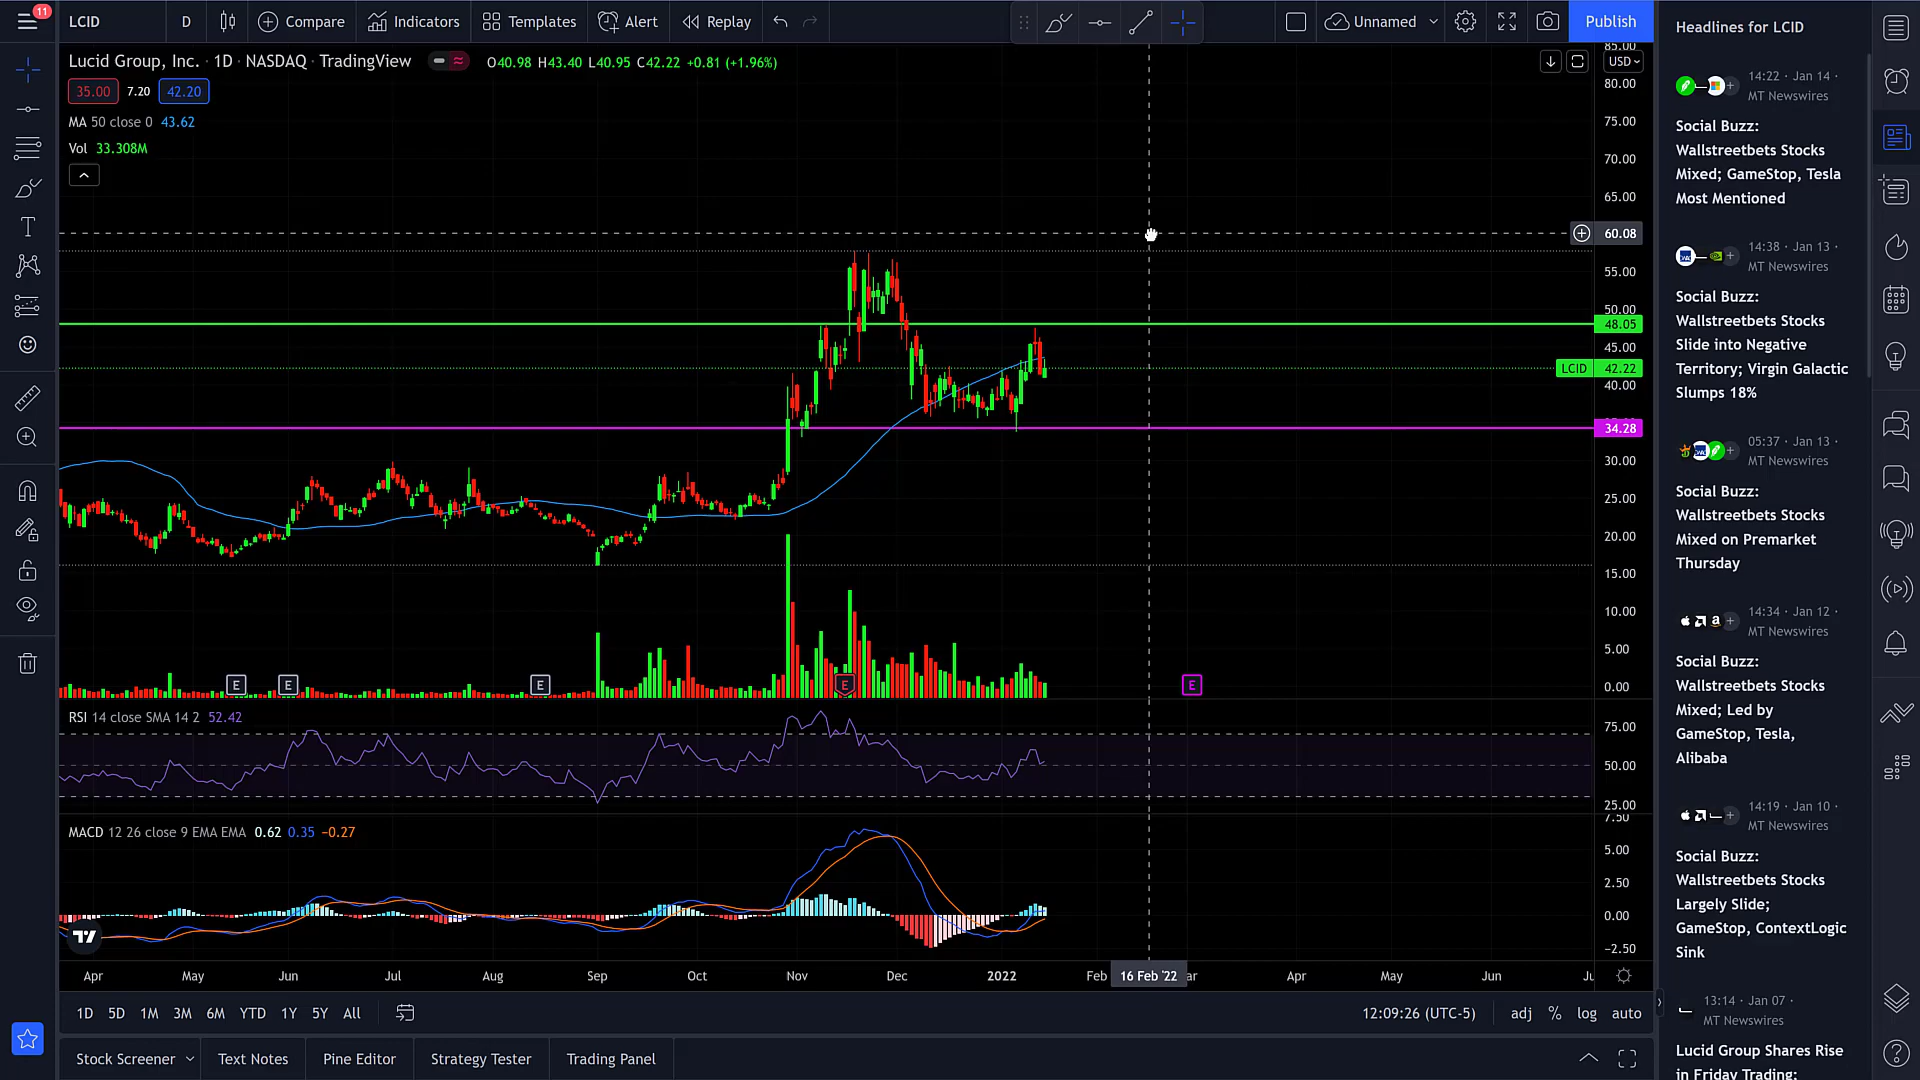 11
LCID
D
Compare
Indicators
Templates
Alert
Replay
Unnamed
Publish
Lucid Group, Inc. · 1D · NASDAQ · TradingView
O40.98 H43.40 L40.95 C42.22 +0.81 (+1.96%)
35.00 7.20 42.20
MA 50 close 0 43.62
Vol 33.308M
USD
85.00
80.00
75.00
70.00
65.00
60.08
55.00
50.00
48.05
45.00
LCID 42.22
40.00
34.28
30.00
25.00
20.00
15.00
10.00
5.00
0.00
E E E E E
RSI 14 close SMA 14 2 52.42
75.00
50.00
25.00
MACD 12 26 close 9 EMA EMA 0.62 0.35 −0.27
7.50
5.00
2.50
0.00
−2.50
Apr May Jun Jul Aug Sep Oct Nov Dec 2022 Feb 16 Feb '22 ar Apr May Jun Ju
1D 5D 1M 3M 6M YTD 1Y 5Y All
12:09:26 (UTC-5) adj % log auto
Stock Screener Text Notes Pine Editor Strategy Tester Trading Panel
Headlines for LCID
14:22 · Jan 14 ·
MT Newswires
Social Buzz:
Wallstreetbets Stocks
Mixed; GameStop, Tesla
Most Mentioned
14:38 · Jan 13 ·
MT Newswires
Social Buzz:
Wallstreetbets Stocks
Slide into Negative
Territory; Virgin Galactic
Slumps 18%
05:37 · Jan 13 ·
MT Newswires
Social Buzz:
Wallstreetbets Stocks
Mixed on Premarket
Thursday
14:34 · Jan 12 ·
MT Newswires
Social Buzz:
Wallstreetbets Stocks
Mixed; Led by
GameStop, Tesla,
Alibaba
14:19 · Jan 10 ·
MT Newswires
Social Buzz:
Wallstreetbets Stocks
Largely Slide;
GameStop, ContextLogic
Sink
13:14 · Jan 07 ·
MT Newswires
Lucid Group Shares Rise
in Friday Trading;